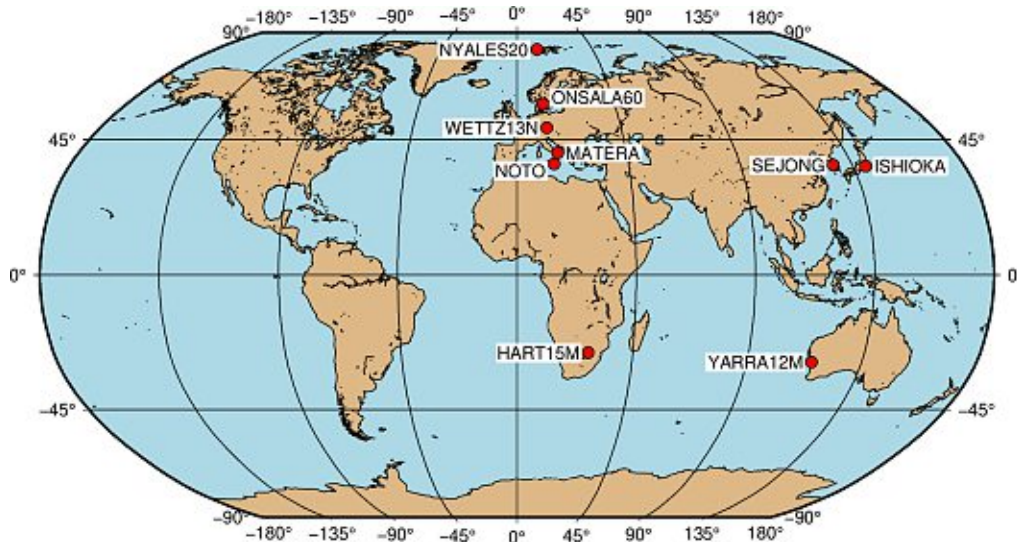 −180° −135° −90° −45° 0° 45° 90° 135° 180°
90° 90°
NYALES20
ONSALA60
WETTZ13N
45° 45°
MATERA
NOTO
SEJONG
ISHIOKA
0° 0°
HART15M
YARRA12M
−45° −45°
−90° −90°
−180° −135° −90° −45° 0° 45° 90° 135° 180°